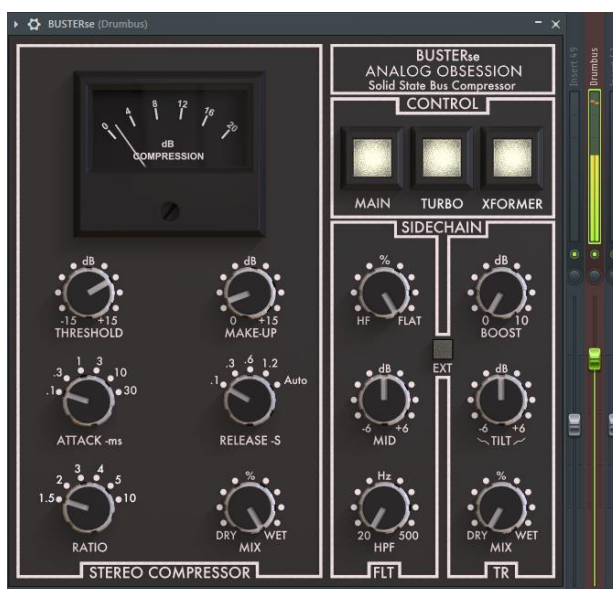 BUSTERse (Drumbus)
BUSTERse
ANALOG OBSESSION
Solid State Bus Compressor
0 4 8 12 16 20
dB
COMPRESSION
CONTROL
MAIN TURBO XFORMER
SIDECHAIN
dB
-15 +15
THRESHOLD
dB
0 +15
MAKE-UP
.1 .3 1 3 10 30
ATTACK -ms
.1 .3 .6 1.2 Auto
RELEASE -S
1.5 2 3 4 5 10
RATIO
%
DRY WET
MIX
STEREO COMPRESSOR
%
HF FLAT
EXT
dB
-6 +6
MID
Hz
20 500
HPF
FLT
dB
0 10
BOOST
dB
-6 +6
TILT
%
DRY WET
MIX
TR
Insert 49
Drumbus